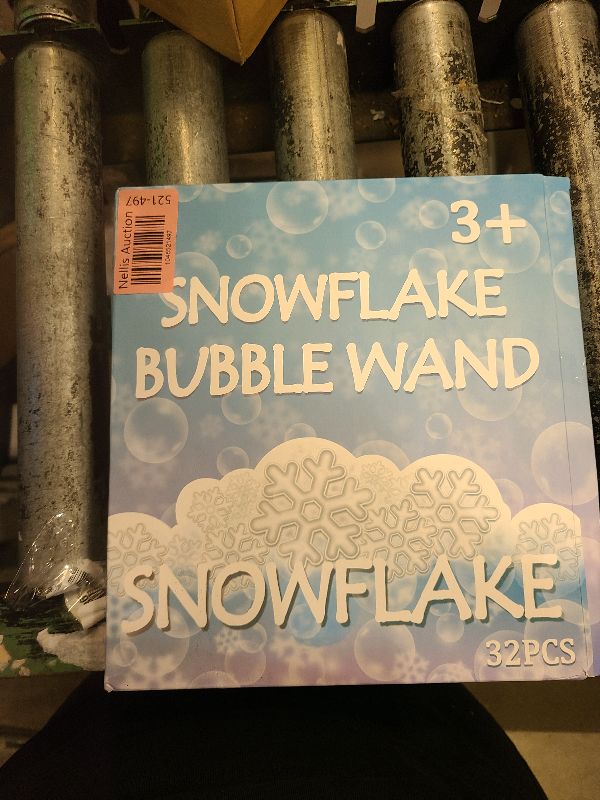 521-497
Nellis Auction
3+
SNOWFLAKE
BUBBLE WAND
SNOWFLAKE
32PCS